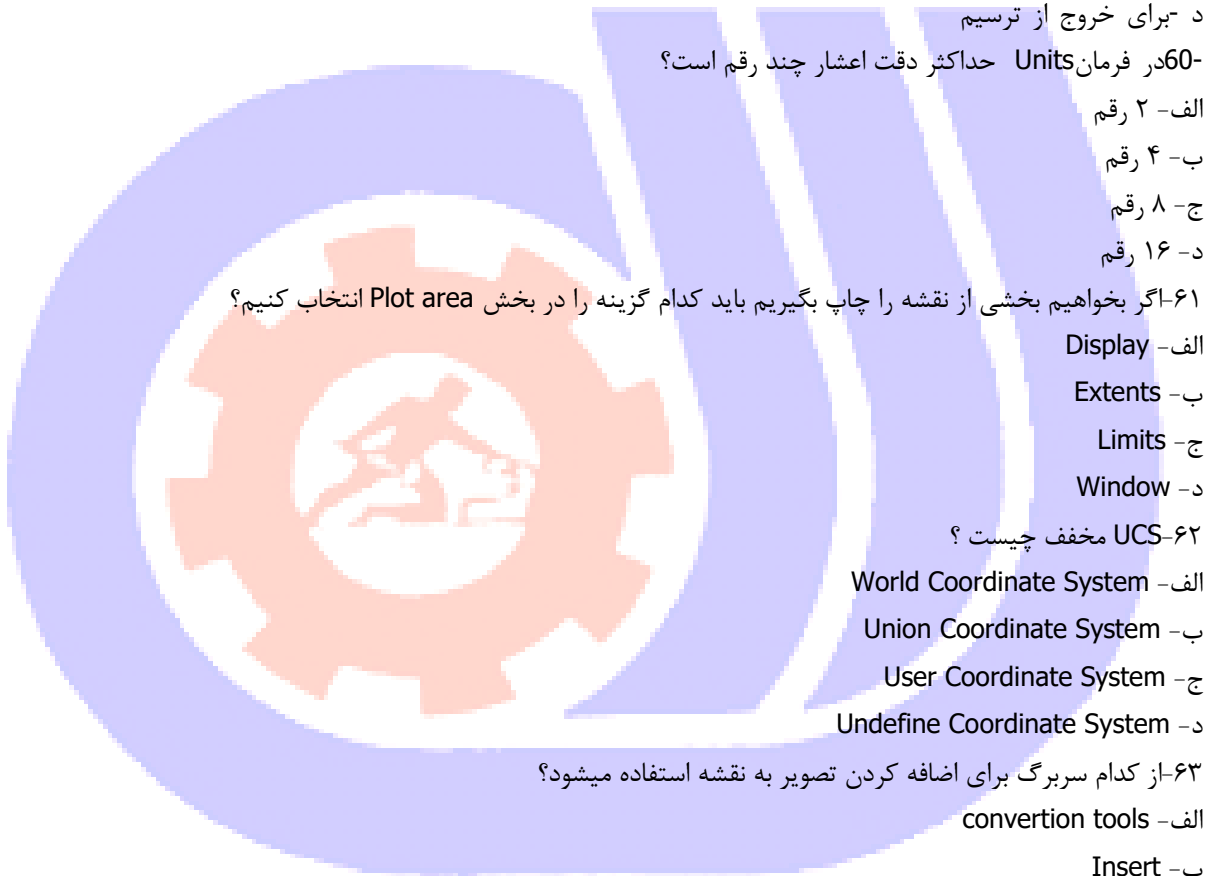 د -برای خروج از ترسیم
-60در فرمانUnits حداکثر دقت اعشار چند رقم است؟
الف- ۲ رقم
ب- ۴ رقم
ج- ۸ رقم
د- ۱۶ رقم
۶۱-اگر بخواهیم بخشی از نقشه را چاپ بگیریم باید کدام گزینه را در بخش Plot area انتخاب کنیم؟
الف- Display
ب- Extents
ج- Limits
د- Window
۶۲-UCS مخفف چیست ؟
الف- World Coordinate System
ب- Union Coordinate System
ج- User Coordinate System
د- Undefine Coordinate System
۶۳-از کدام سربرگ برای اضافه کردن تصویر به نقشه استفاده میشود؟
الف- convertion tools
ب- Insert